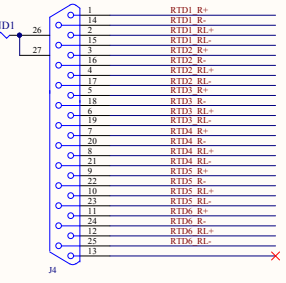 1 RTD1_R+
14 RTD1_R-
2 RTD1_RL+
15 RTD1_RL-
3 RTD2_R+
16 RTD2_R-
4 RTD2_RL+
17 RTD2_RL-
5 RTD3_R+
18 RTD3_R-
6 RTD3_RL+
19 RTD3_RL-
7 RTD4_R+
20 RTD4_R-
8 RTD4_RL+
21 RTD4_RL-
9 RTD5_R+
22 RTD5_R-
10 RTD5_RL+
23 RTD5_RL-
11 RTD6_R+
24 RTD6_R-
12 RTD6_RL+
25 RTD6_RL-
13
ND1
26
27
J4